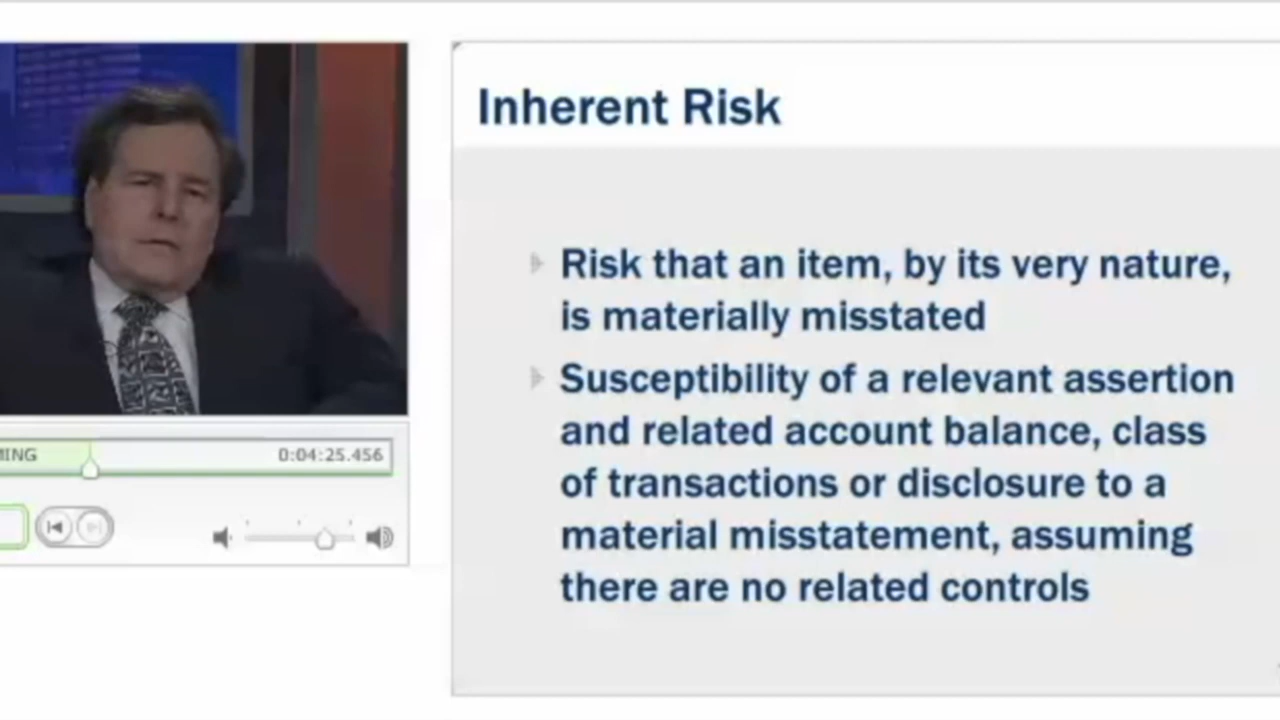 Inherent Risk
Risk that an item, by its very nature,
is materially misstated
Susceptibility of a relevant assertion
and related account balance, class
of transactions or disclosure to a
material misstatement, assuming
there are no related controls
0:04:25.456